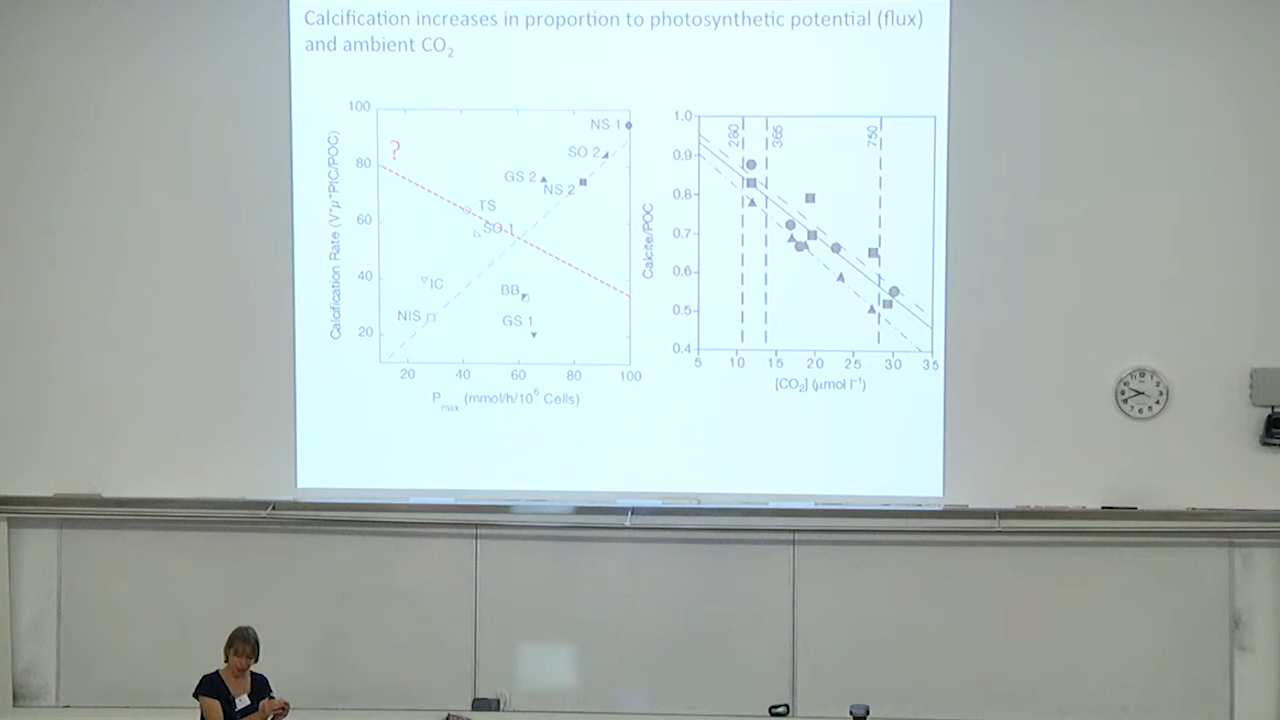 Calcification increases in proportion to photosynthetic potential (flux)
and ambient CO₂
100
80
60
40
20
Calcification Rate (V*μ*PIC/POC)
?
NS 1
SO 2
GS 2
NS 2
TS
SO 1
IC
BB
NIS
GS 1
20 40 60 80 100
Pmax (mmol/h/10⁶ Cells)
1.0
0.9
0.8
0.7
0.6
0.5
0.4
Calcite/POC
280
365
750
5 10 15 20 25 30 35
[CO₂] (μmol l⁻¹)